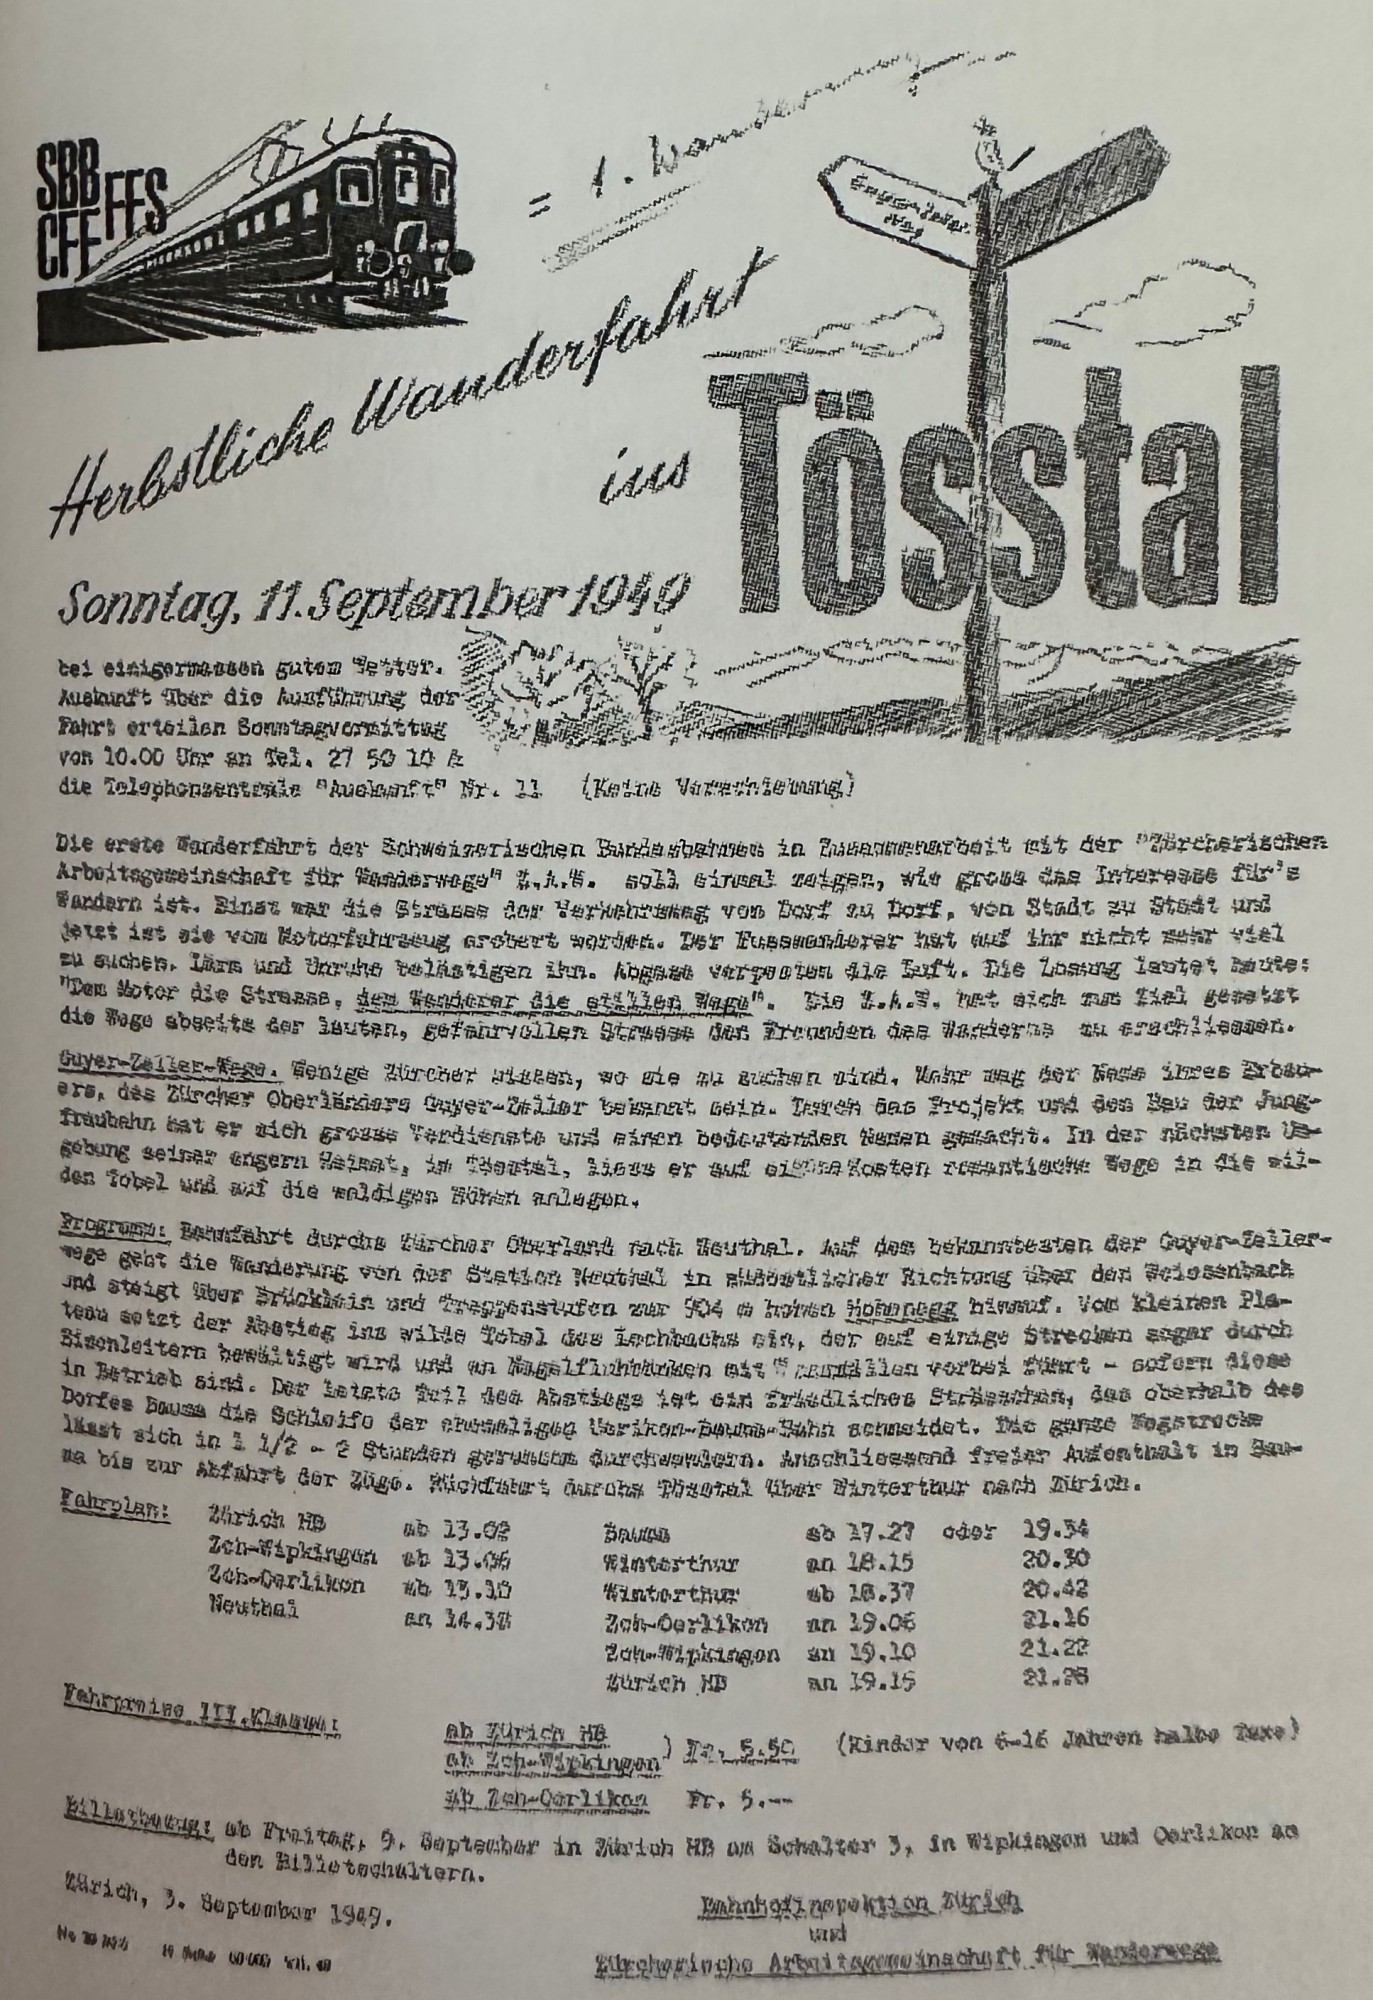 SBB
CFF FFS
= 1. Wanderung
Guyer-Zeller
Weg
Herbstliche Wanderfahrt
ins Tösstal
Sonntag, 11. September 1949
bei einigermassen gutem Wetter.
Auskunft über die Ausführung der
Fahrt erteilen Sonntagvormittag
von 10.00 Uhr an Tel. 27 50 10 &
die Telephonzentrale "Auskunft" Nr. 11 (Keine Verschiebung)
Die erste Wanderfahrt der Schweizerischen Bundesbahnen in Zusammenarbeit mit der "Zürcherischen
Arbeitsgemeinschaft für Wanderwege" Z.A.W. soll einmal zeigen, wie gross das Interesse für's
Wandern ist. Einst war die Strasse der Verkehrsweg von Dorf zu Dorf, von Stadt zu Stadt und
jetzt ist sie vom Motorfahrzeug erobert worden. Der Fusswanderer hat auf ihr nicht mehr viel
zu suchen. Lärm und Unruhe belästigen ihn. Abgase verpesten die Luft. Die Losung lautet heute:
"Dem Motor die Strasse, dem Wanderer die stillen Wege". Die Z.A.W. hat sich zum Ziel gesetzt
die Wege abseits der lauten, gefahrvollen Strasse den Freunden des Wanderns zu erschliessen.
Guyer-Zeller-Wege. Wenige Zürcher wissen, wo sie zu suchen sind. Mehr mag der Name ihres Erbau-
ers, des Zürcher Oberländers Guyer-Zeller bekannt sein. Durch das Projekt und den Bau der Jung-
fraubahn hat er sich grosse Verdienste und einen bedeutenden Namen gemacht. In der nächsten Um-
gebung seiner engern Heimat, im Tösstal, liess er auf eigene Kosten romantische Wege in die wil-
den Tobel und auf die waldigen Höhen anlegen.
Programm: Bahnfahrt durchs Zürcher Oberland nach Neuthal. Auf dem bekanntesten der Guyer-Zeller-
wege geht die Wanderung von der Station Neuthal in südöstlicher Richtung über den Weissenbach
und steigt über Brücklein und Treppenstufen zur 904 m hohen Hohenegg hinauf. Vom kleinen Pla-
teau setzt der Abstieg ins wilde Tobel des Lochbachs ein, der auf einige Strecken sogar durch
Eisenleitern bewältigt wird und an Nagelfluhbänken mit Wasserfällen vorbei führt - sofern diese
in Betrieb sind. Der letzte Teil des Abstiegs ist ein friedliches Strässchen, das oberhalb des
Dorfes Bauma die Schleife der ehemaligen Uerikon-Bauma-Bahn schneidet. Die ganze Wegstrecke
lässt sich in 1 1/2 - 2 Stunden geruhsam durchwandern. Anschliessend freier Aufenthalt in Bau-
ma bis zur Abfahrt der Züge. Rückfahrt durchs Tösstal über Winterthur nach Zürich.
Fahrplan: Zürich HB ab 13.02 Bauma ab 17.27 oder 19.34
Zch-Wipkingen ab 13.06 Winterthur an 18.15 20.30
Zch-Oerlikon ab 13.10 Winterthur ab 18.37 20.42
Neuthal an 14.32 Zch-Oerlikon an 19.06 21.16
Zch-Wipkingen an 19.10 21.22
Zürich HB an 19.15 21.28
Fahrpreise III.Klasse: ab Zürich HB
ab Zch-Wipkingen ) Fr. 5.50 (Kinder von 6-16 Jahren halbe Taxe)
ab Zch-Oerlikon Fr. 5.--
Billetbezug: ab Freitag, 9. September in Zürich HB am Schalter 3, in Wipkingen und Oerlikon an
den Billetschaltern.
Zürich, 3. September 1949.
Bahnhofinspektion Zürich
und
Zürcherische Arbeitsgemeinschaft für Wanderwege